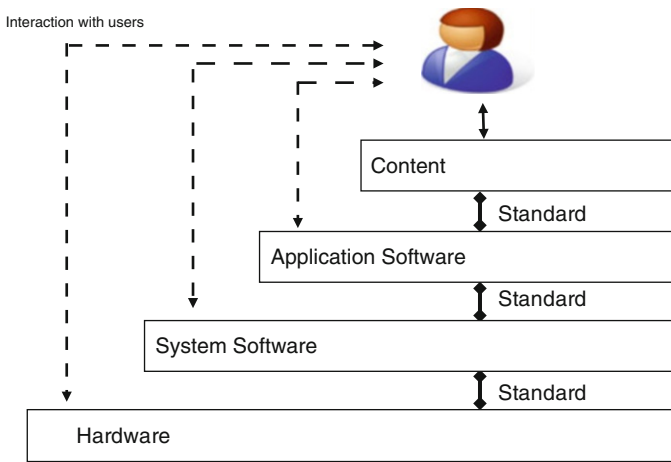 Interaction with users
Content
Standard
Application Software
Standard
System Software
Standard
Hardware